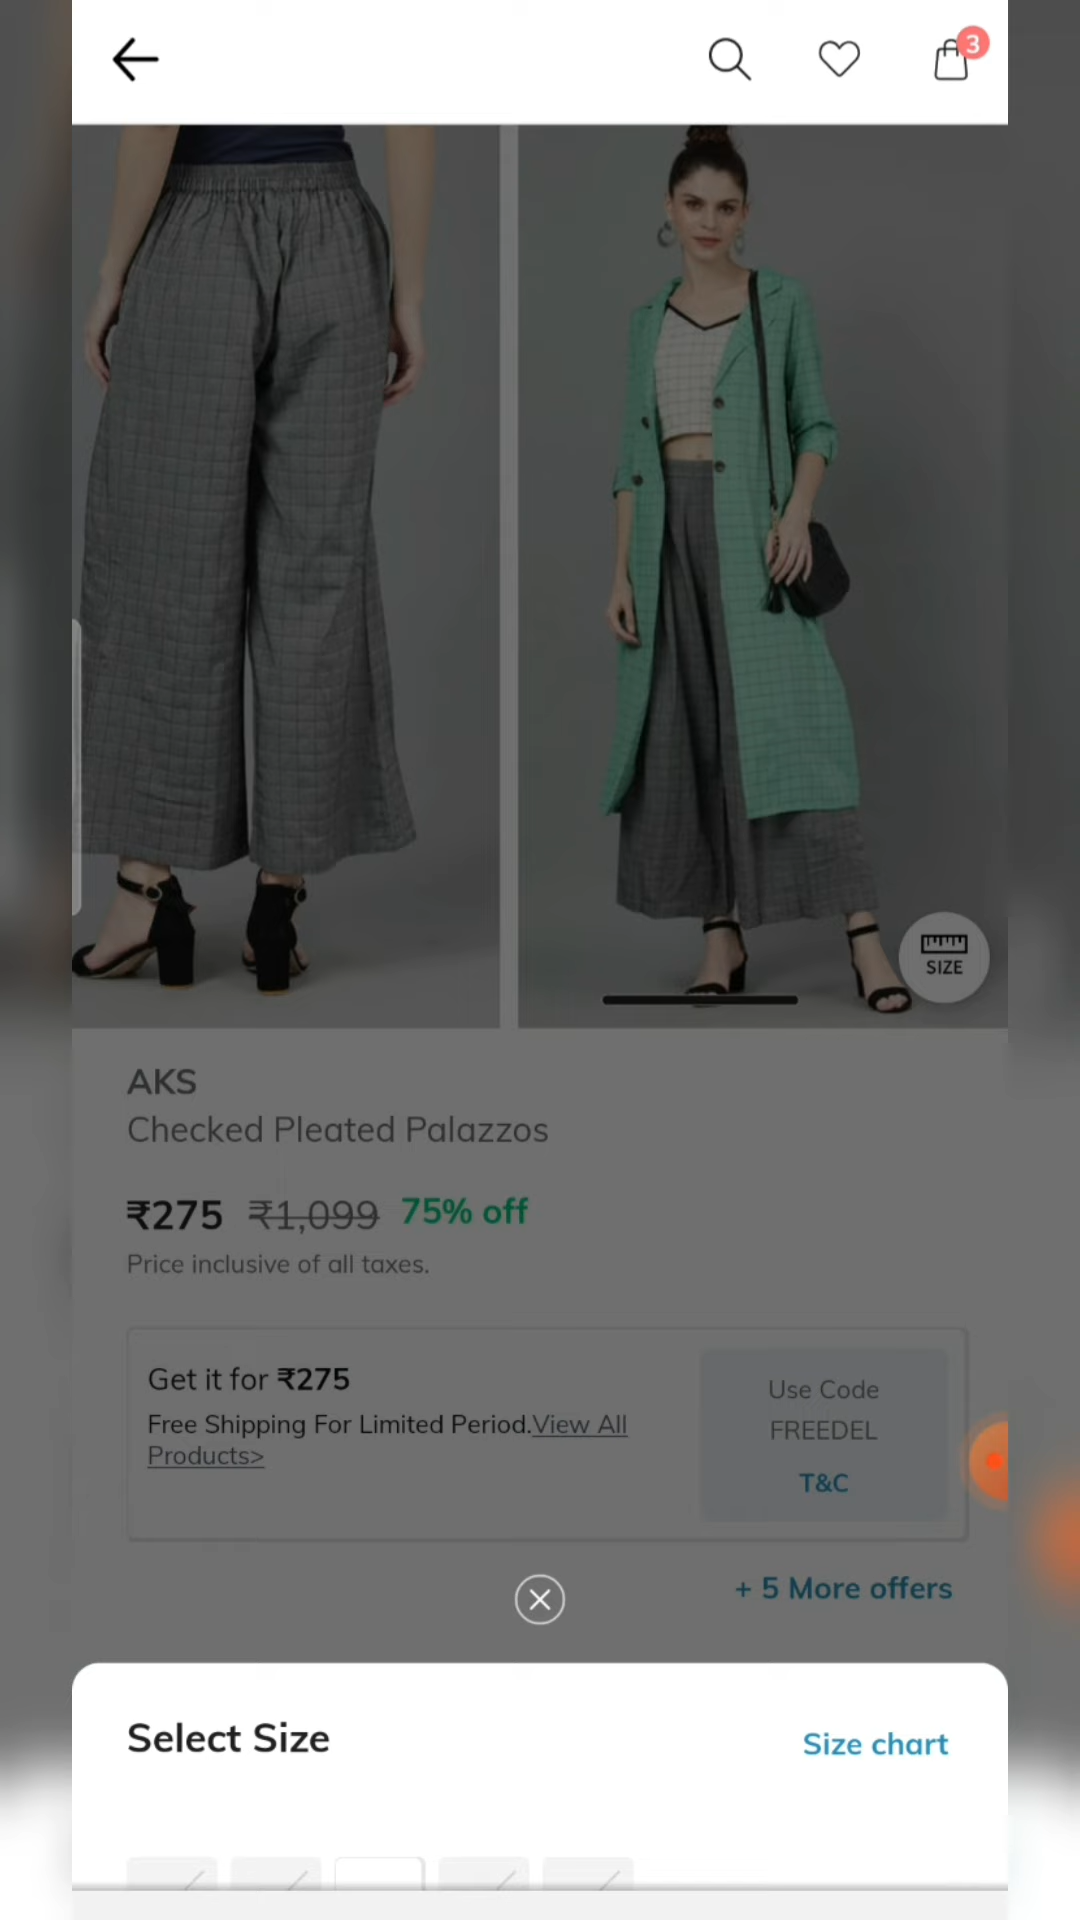 3
SIZE
AKS
Checked Pleated Palazzos
₹275 ₹1,099 75% off
Price inclusive of all taxes.
Get it for ₹275
Free Shipping For Limited Period.View All
Products>
Use Code
FREEDEL
T&C
+ 5 More offers
Select Size
Size chart